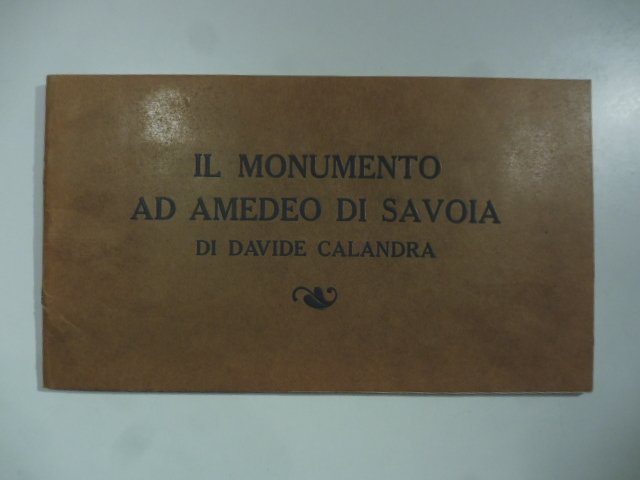 IL MONUMENTO
AD AMEDEO DI SAVOIA
DI DAVIDE CALANDRA